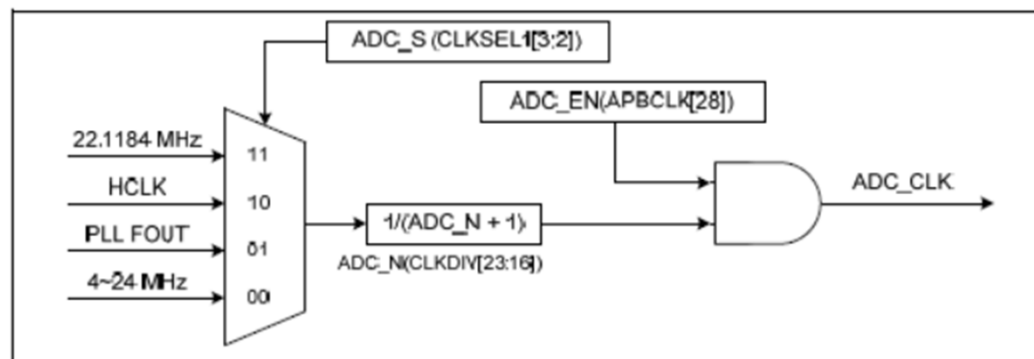 ADC_S (CLKSEL1[3:2])
ADC_EN(APBCLK[28])
22.1184 MHz
11
HCLK
10
PLL FOUT
01
4~24 MHz
00
1/(ADC_N + 1)
ADC_N(CLKDIV[23:16])
ADC_CLK